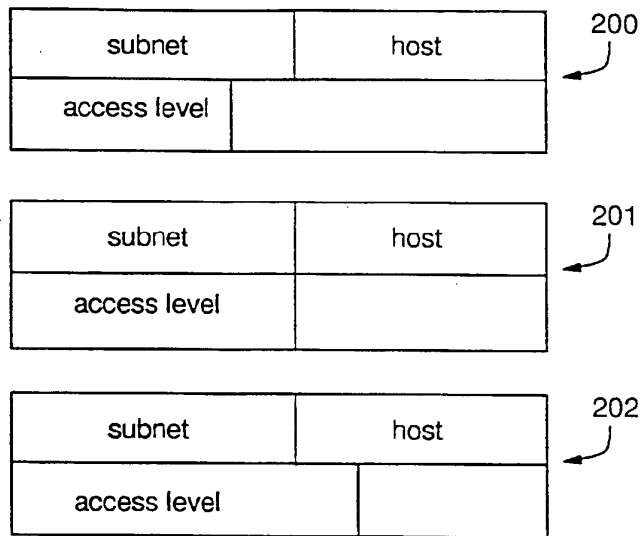 subnet host 200
access level
subnet host 201
access level
subnet host 202
access level